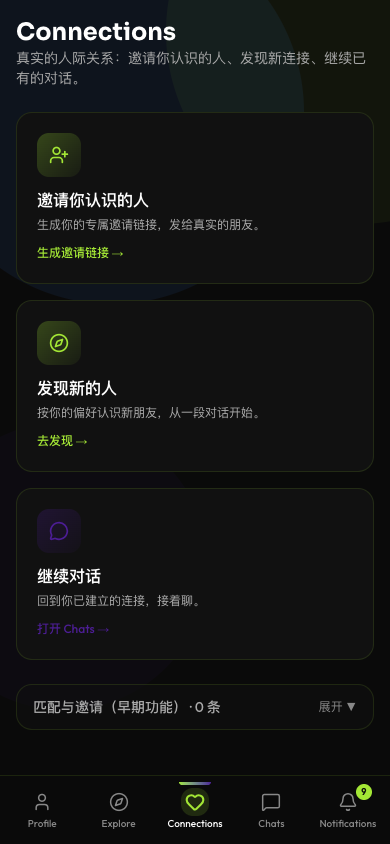 Connections
真实的人际关系：邀请你认识的人、发现新连接、继续已
有的对话。
邀请你认识的人
生成你的专属邀请链接，发给真实的朋友。
生成邀请链接 →
发现新的人
按你的偏好认识新朋友，从一段对话开始。
去发现 →
继续对话
回到你已建立的连接，接着聊。
打开 Chats →
匹配与邀请（早期功能）· 0 条 展开 ▼
9
Profile Explore Connections Chats Notifications